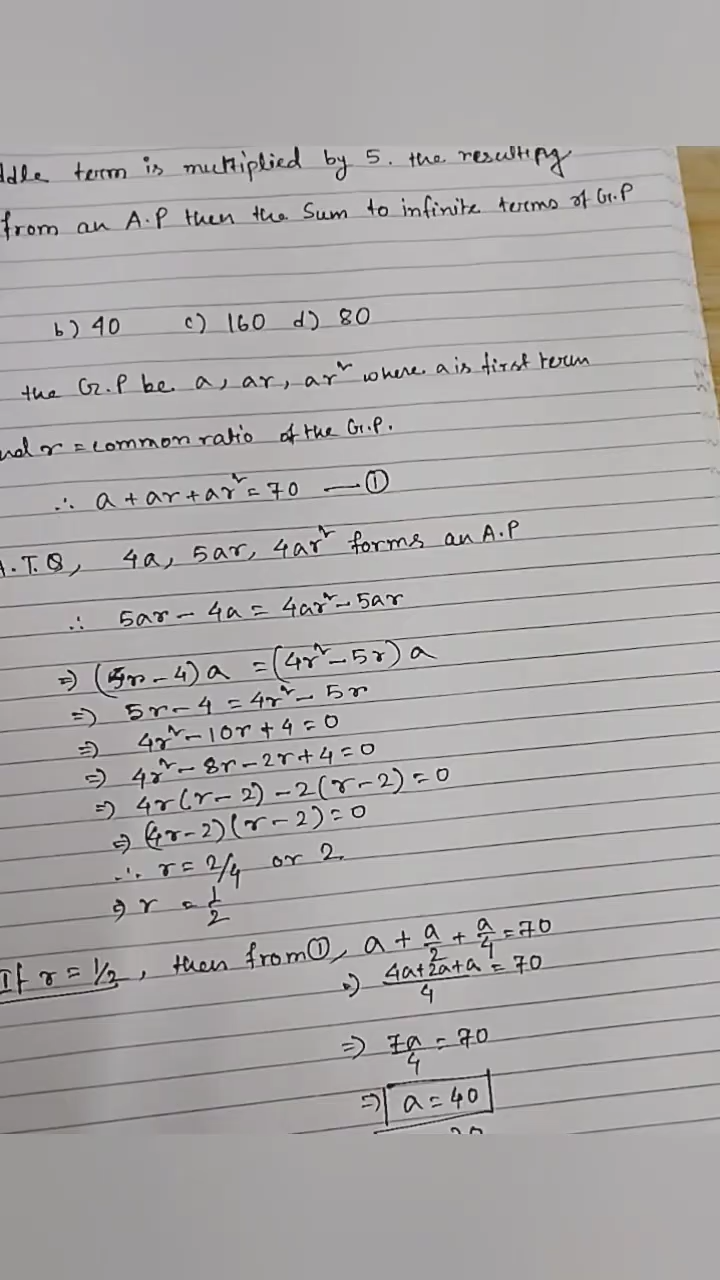 term is multiplied by 5. the resulting
from an A.P then the Sum to infinite terms of G.P
b) 40 c) 160 d) 80
the G.P be a, ar, ar² where a is first term
r = common ratio of the G.P.
∴ a + ar + ar² = 70 — ①
A.T.Q, 4a, 5ar, 4ar² forms an A.P
∴ 5ar - 4a = 4ar² - 5ar
⇒ (5r - 4) a = (4r² - 5r) a
⇒ 5r - 4 = 4r² - 5r
⇒ 4r² - 10r + 4 = 0
⇒ 4r² - 8r - 2r + 4 = 0
⇒ 4r(r - 2) - 2(r - 2) = 0
⇒ (4r - 2)(r - 2) = 0
∴ r = 2/4 or 2
⇒ r = 1/2
If r = 1/2, then from ①, a + a/2 + a/4 = 70
⇒ (4a+2a+a)/4 = 70
⇒ 7a/4 = 70
⇒ a = 40